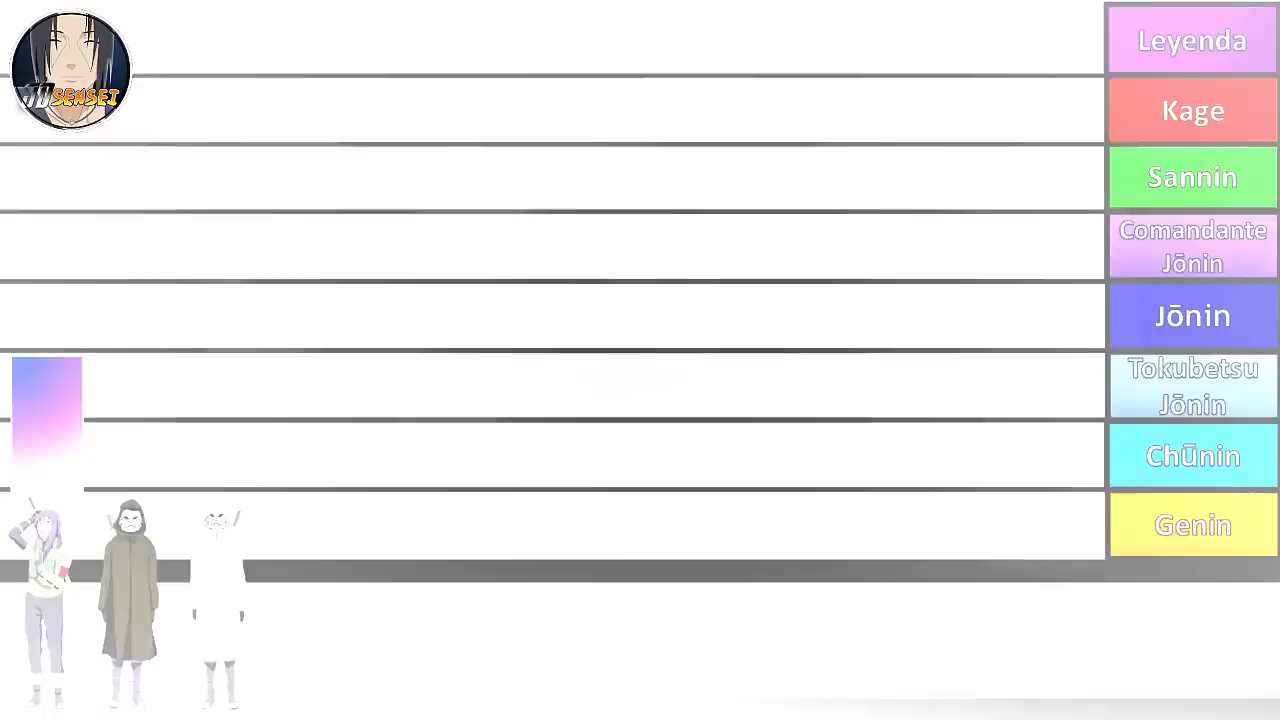 SENSEI
Leyenda
Kage
Sannin
Comandante
Jōnin
Jōnin
Tokubetsu
Jōnin
Chūnin
Genin